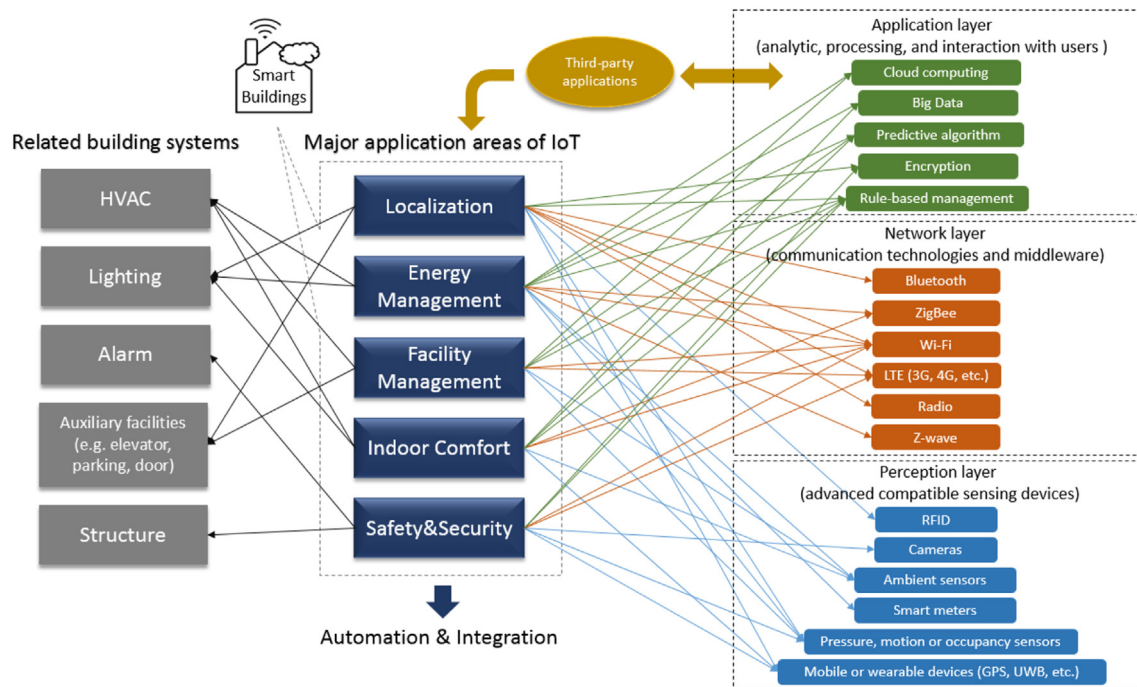 Smart
Buildings
Third-party
applications
Related building systems
HVAC
Lighting
Alarm
Auxiliary facilities
(e.g. elevator,
parking, door)
Structure
Major application areas of IoT
Localization
Energy
Management
Facility
Management
Indoor Comfort
Safety&Security
Automation & Integration
Application layer
(analytic, processing, and interaction with users )
Cloud computing
Big Data
Predictive algorithm
Encryption
Rule-based management
Network layer
(communication technologies and middleware)
Bluetooth
ZigBee
Wi-Fi
LTE (3G, 4G, etc.)
Radio
Z-wave
Perception layer
(advanced compatible sensing devices)
RFID
Cameras
Ambient sensors
Smart meters
Pressure, motion or occupancy sensors
Mobile or wearable devices (GPS, UWB, etc.)